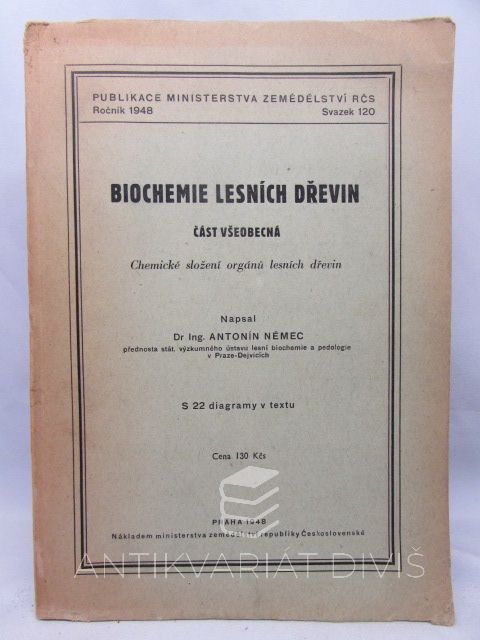 PUBLIKACE MINISTERSTVA ZEMĚDĚLSTVÍ RČS
Ročník 1948 Svazek 120
BIOCHEMIE LESNÍCH DŘEVIN
ČÁST VŠEOBECNÁ
Chemické složení orgánů lesních dřevin
Napsal
Dr Ing. ANTONÍN NĚMEC
přednosta stát. výzkumného ústavu lesní biochemie a pedologie
v Praze-Dejvicích
S 22 diagramy v textu
Cena 130 Kčs
PRAHA 1948
Nákladem ministerstva zemědělství republiky Československé
ANTIKVARIÁT DIVIŠ